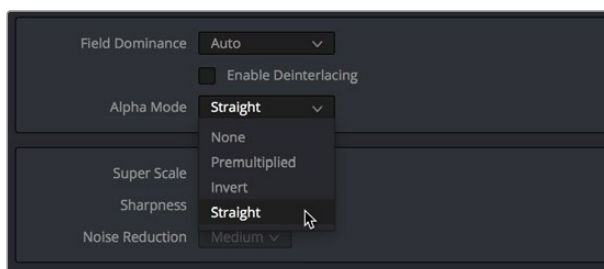 Field Dominance Auto
Enable Deinterlacing
Alpha Mode Straight
None
Premultiplied
Super Scale
Invert
Sharpness Straight
Noise Reduction Medium